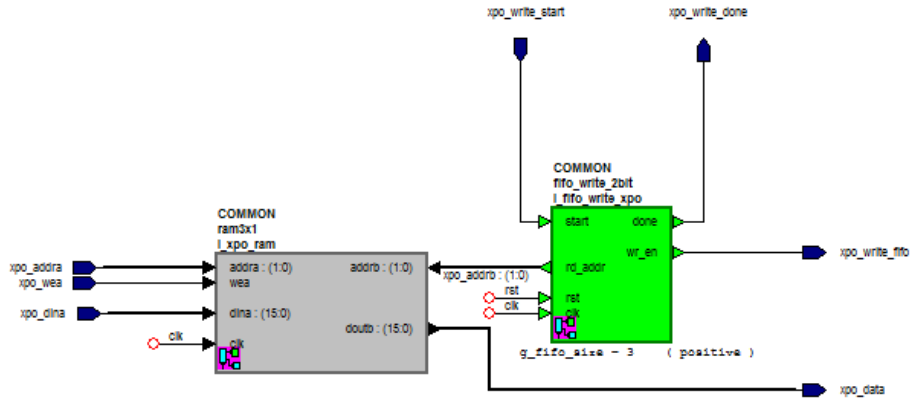 xpo_write_start
xpo_write_done
COMMON
fifo_write_2bit
I_fifo_write_xpo
start
done
wr_en
xpo_write_fifo
COMMON
ram3x1
I_xpo_ram
xpo_addra
addra : (1:0)
addrb : (1:0)
xpo_addrb : (1:0)
rd_addr
xpo_wea
wea
rst
rst
xpo_dina
dina : (15:0)
clk
clk
doutb : (15:0)
clk
clk
g_fifo_size = 3 ( positive )
xpo_data